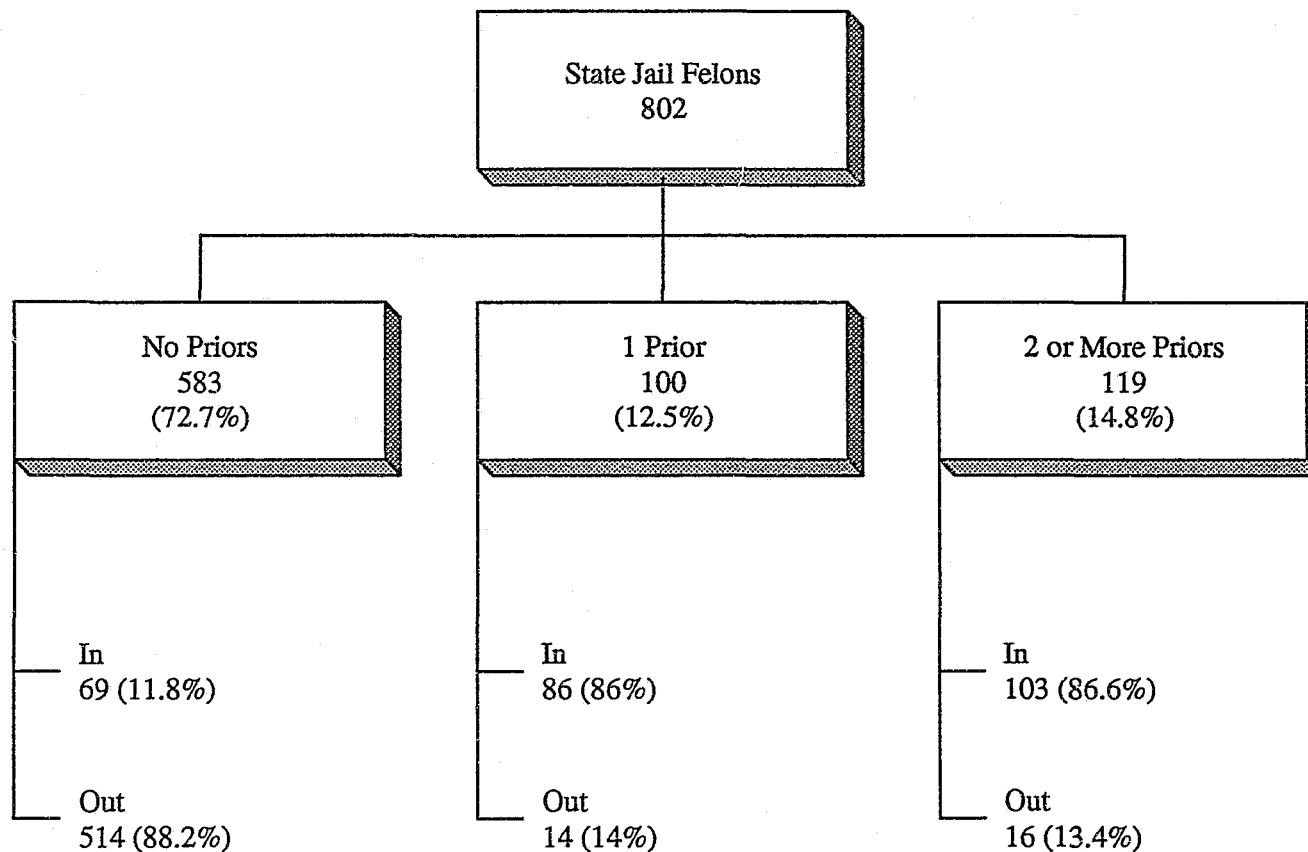 State Jail Felons
802
No Priors
583
(72.7%)
1 Prior
100
(12.5%)
2 or More Priors
119
(14.8%)
In
69 (11.8%)
Out
514 (88.2%)
In
86 (86%)
Out
14 (14%)
In
103 (86.6%)
Out
16 (13.4%)